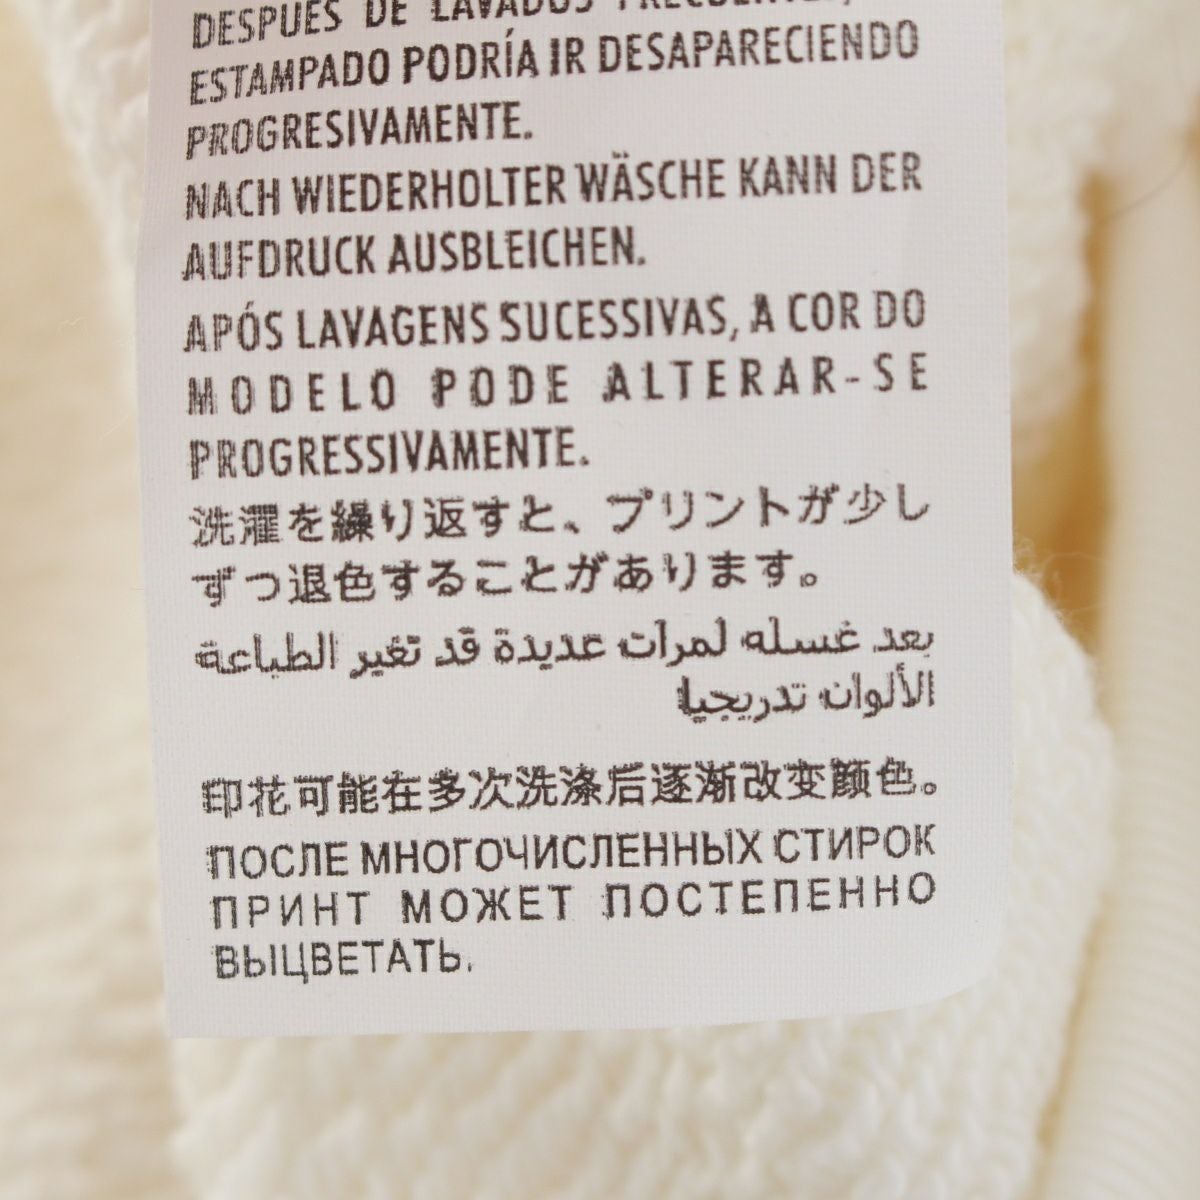 DESPUÉS DE LAVADOS FRECUENTES,
ESTAMPADO PODRÍA IR DESAPARECIENDO
PROGRESIVAMENTE.
NACH WIEDERHOLTER WÄSCHE KANN DER
AUFDRUCK AUSBLEICHEN.
APÓS LAVAGENS SUCESSIVAS, A COR DO
MODELO PODE ALTERAR-SE
PROGRESSIVAMENTE.
洗濯を繰り返すと、プリントが少し
ずつ退色することがあります。
بعد غسله لمرات عديدة قد تغير الطباعة
الألوان تدريجيا
印花可能在多次洗涤后逐渐改变颜色。
ПОСЛЕ МНОГОЧИСЛЕННЫХ СТИРОК
ПРИНТ МОЖЕТ ПОСТЕПЕННО
ВЫЦВЕТАТЬ.